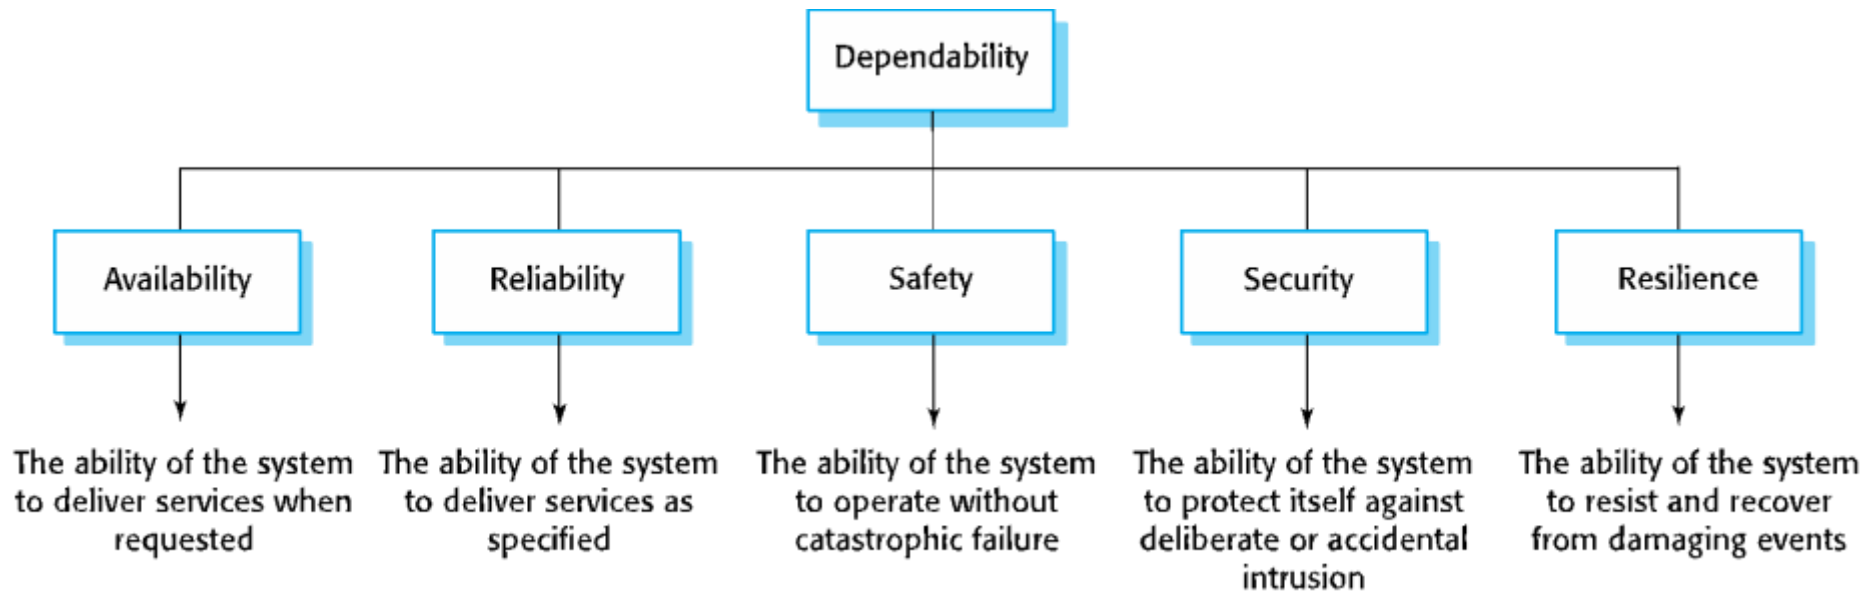 Dependability
Availability
Reliability
Safety
Security
Resilience
The ability of the system
to deliver services when
requested
The ability of the system
to deliver services as
specified
The ability of the system
to operate without
catastrophic failure
The ability of the system
to protect itself against
deliberate or accidental
intrusion
The ability of the system
to resist and recover
from damaging events